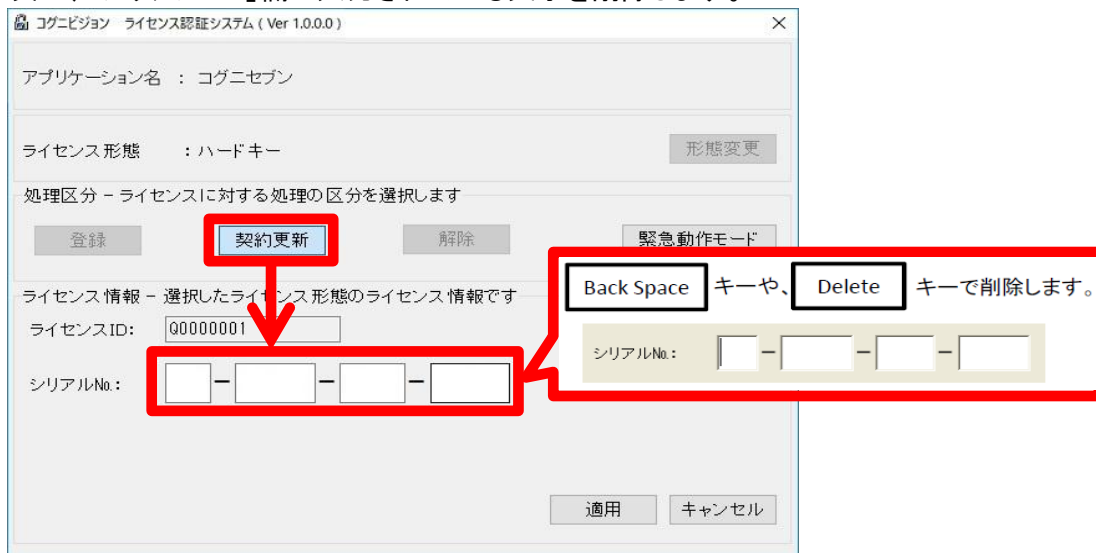 コグニビジョン ライセンス認証システム ( Ver 1.0.0.0 )
アプリケーション名 : コグニセブン
ライセンス形態 : ハードキー
形態変更
処理区分 － ライセンスに対する処理の区分を選択します
登録 契約更新 解除 緊急動作モード
ライセンス情報 － 選択したライセンス形態のライセンス情報です
ライセンスID: Q0000001
シリアル№:
Back Space キーや、 Delete キーで削除します。
シリアル№:
適用 キャンセル